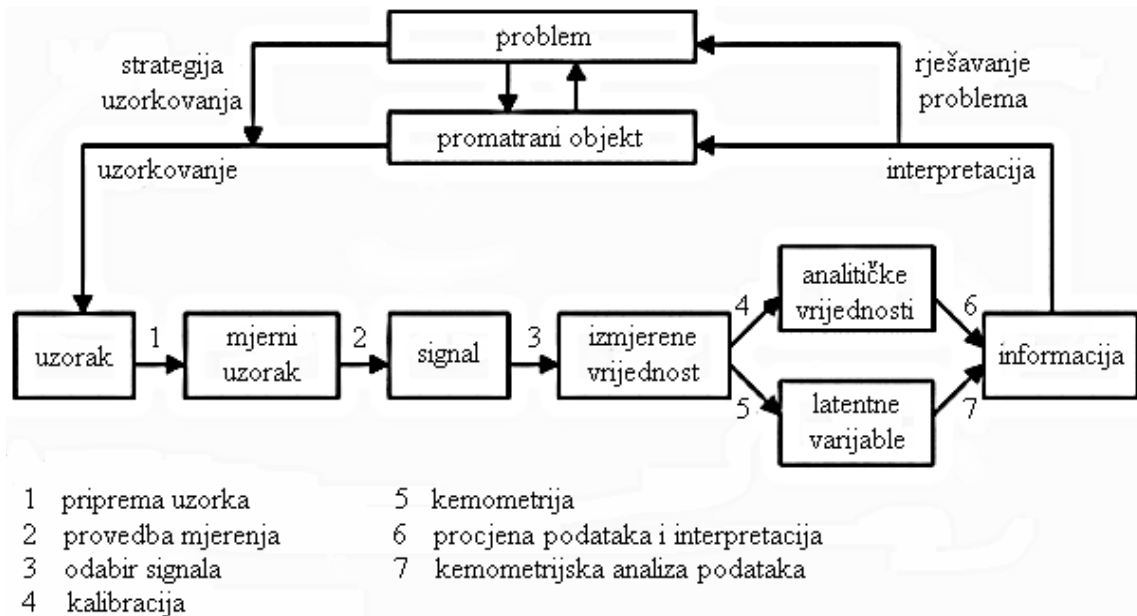 problem
strategija
uzorkovanja
rješavanje
problema
promatrani objekt
uzorkovanje
interpretacija
analitičke
vrijednosti
4
6
uzorak
1
mjerni
uzorak
2
signal
3
izmjerene
vrijednost
informacija
5
latentne
varijable
7
1 priprema uzorka
2 provedba mjerenja
3 odabir signala
4 kalibracija
5 kemometrija
6 procjena podataka i interpretacija
7 kemometrijska analiza podataka